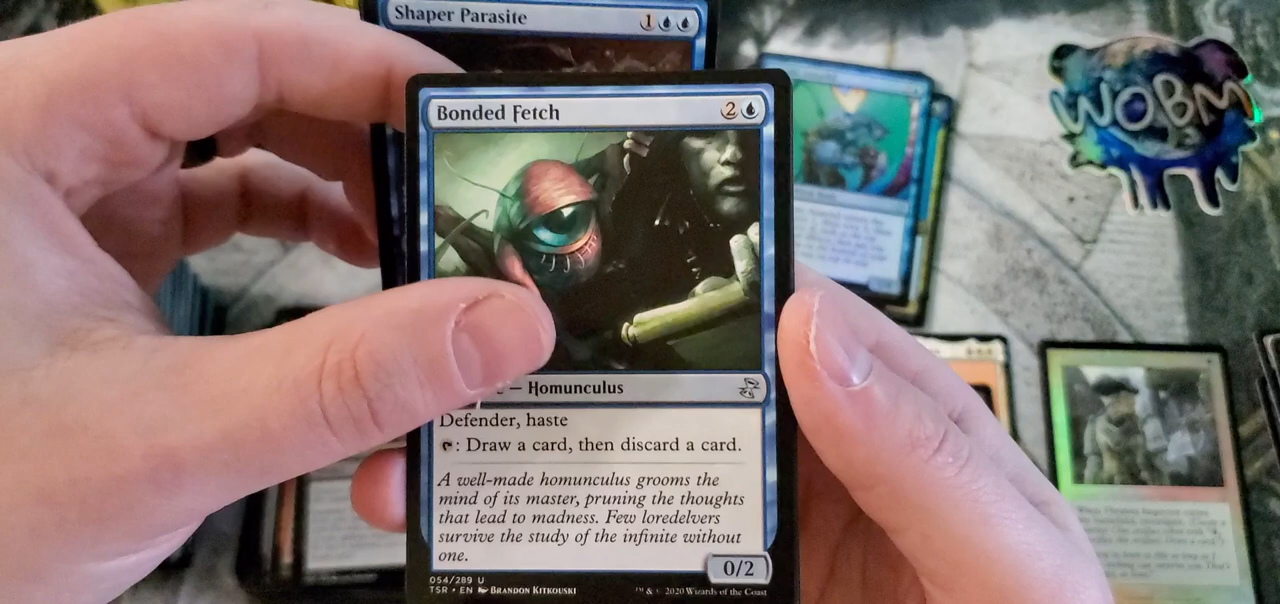 Shaper Parasite 1
Bonded Fetch 2
WOBM
— Homunculus
Defender, haste
: Draw a card, then discard a card.
A well-made homunculus grooms the
mind of its master, pruning the thoughts
that lead to madness. Few loredelvers
survive the study of the infinite without
one.
0/2
054/289 U
TSR • EN BRANDON KITKOUSKI ™ & © 2020 Wizards of the Coast